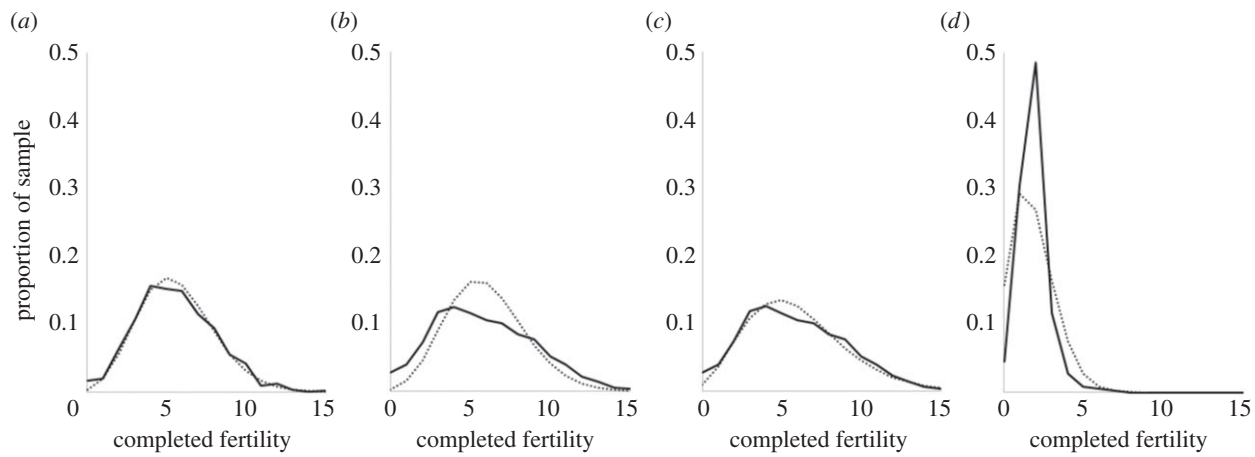 (a) (b) (c) (d)
0.5 0.5 0.5 0.5
0.4 0.4 0.4 0.4
0.3 0.3 0.3 0.3
0.2 0.2 0.2 0.2
0.1 0.1 0.1 0.1
proportion of sample
0 5 10 15 0 5 10 15 0 5 10 15 0 5 10 15
completed fertility completed fertility completed fertility completed fertility